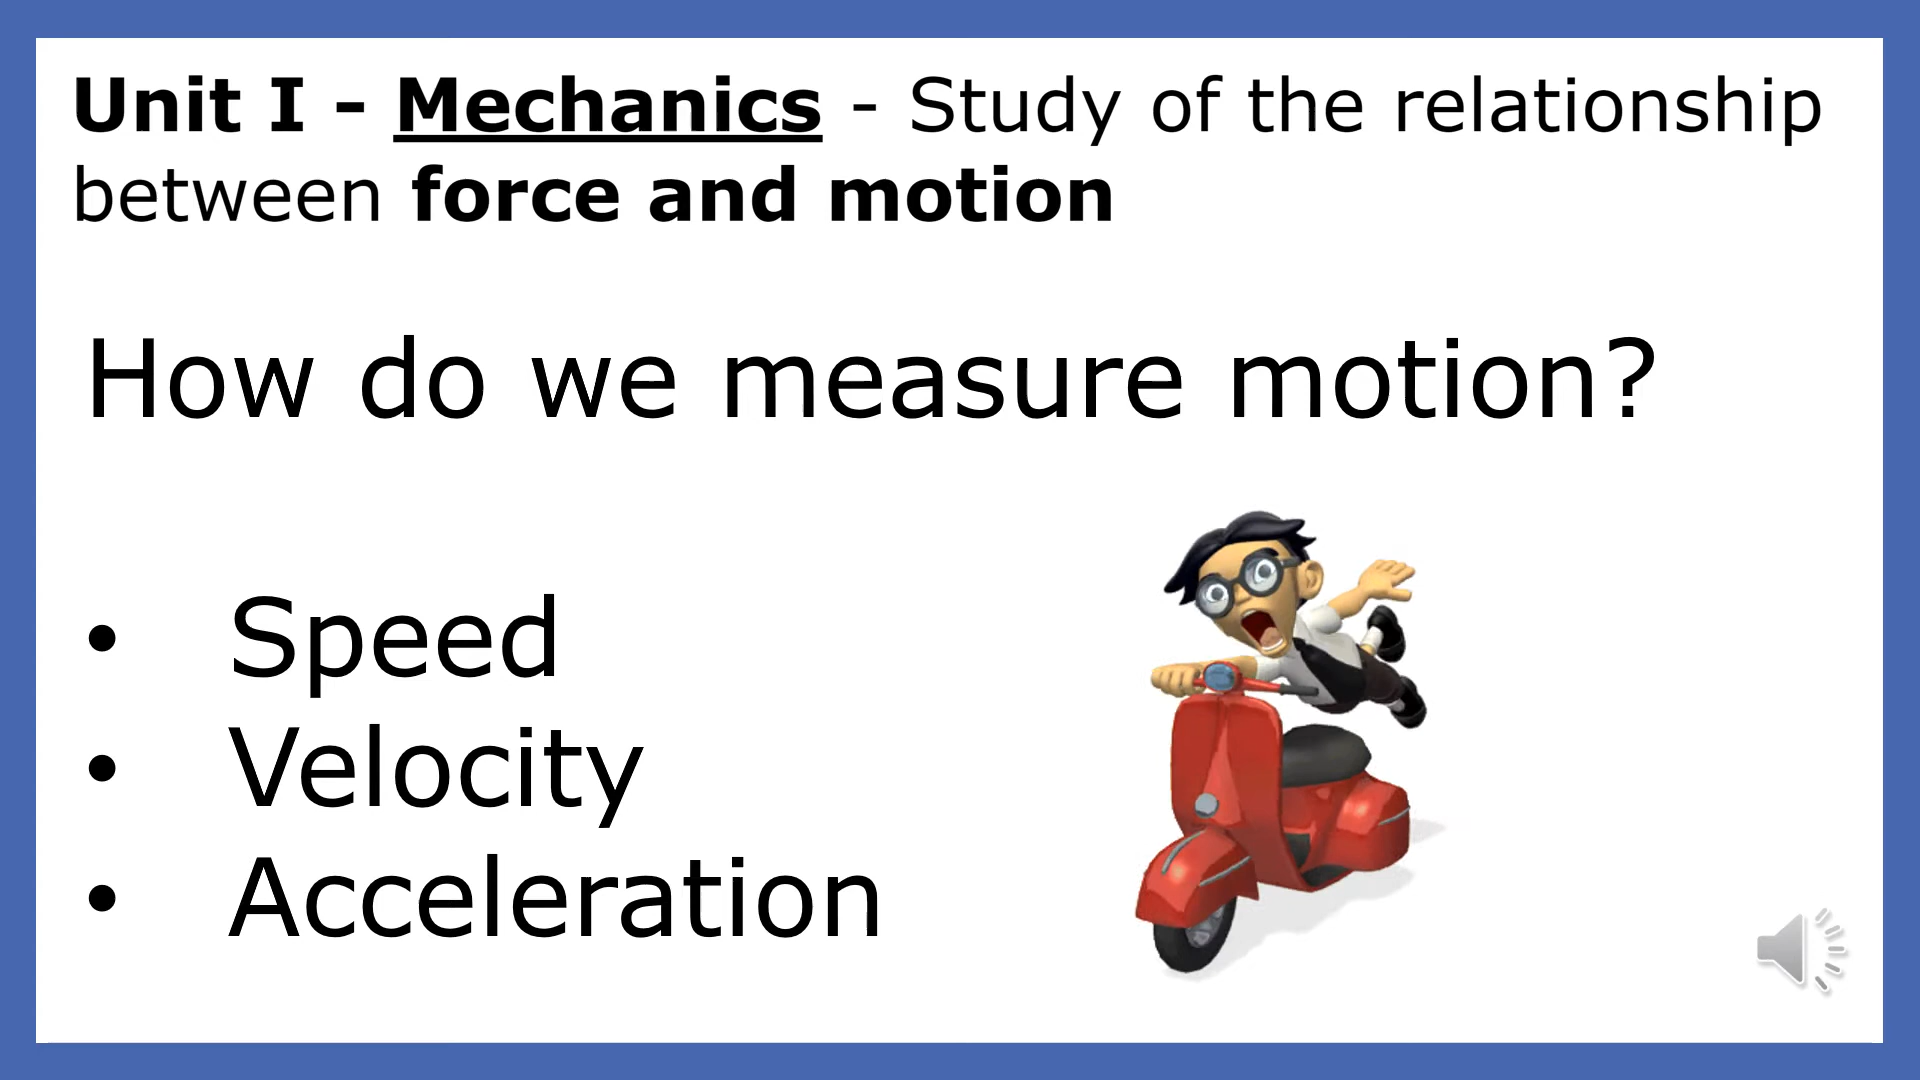 Unit I - Mechanics - Study of the relationship
between force and motion
How do we measure motion?
• Speed
• Velocity
• Acceleration